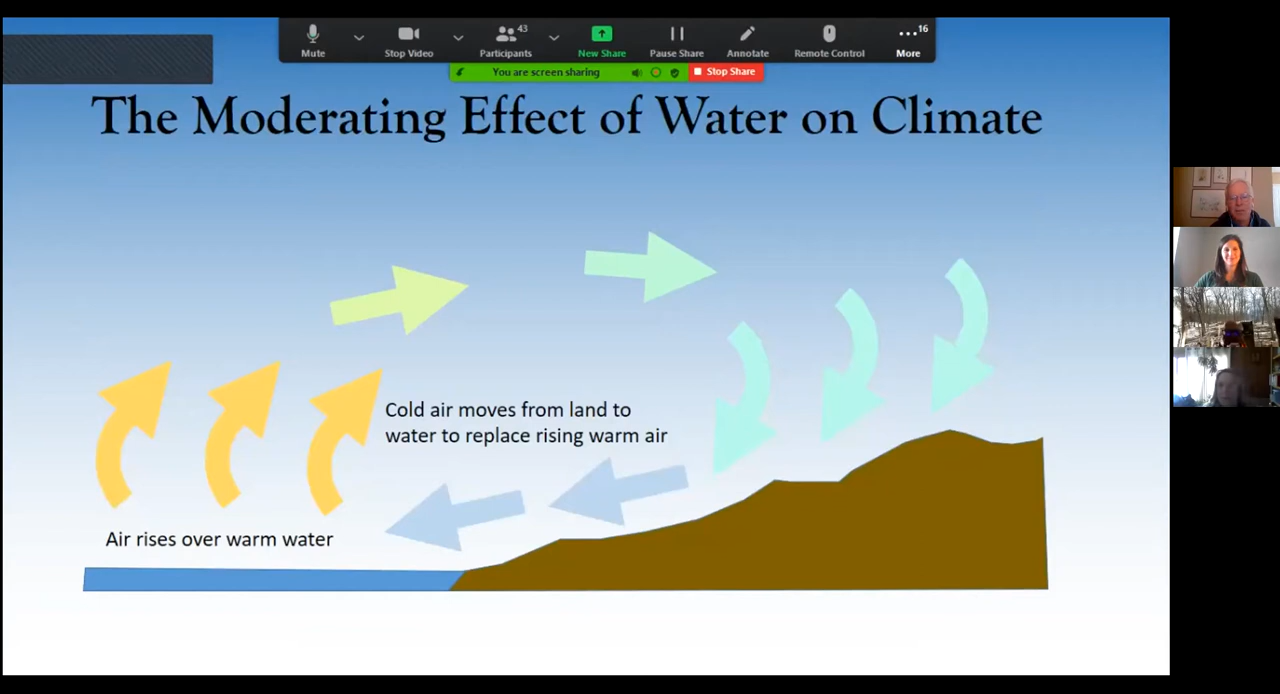 43
16
Mute
Stop Video
Participants
New Share
Pause Share
Annotate
Remote Control
More
You are screen sharing
Stop Share
The Moderating Effect of Water on Climate
Cold air moves from land to
water to replace rising warm air
Air rises over warm water